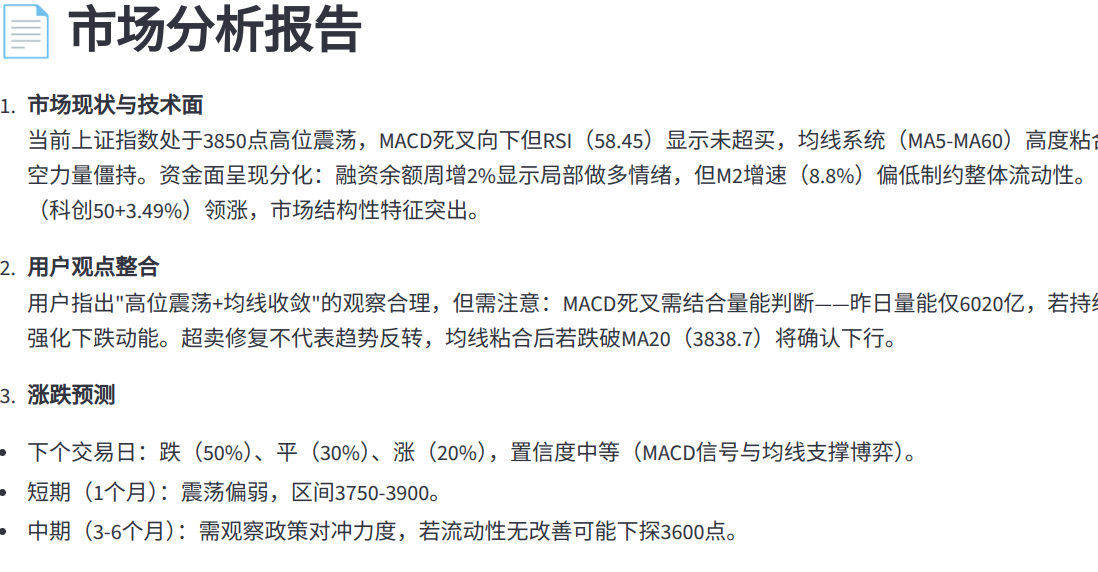 市场分析报告
1. 市场现状与技术面
当前上证指数处于3850点高位震荡，MACD死叉向下但RSI（58.45）显示未超买，均线系统（MA5-MA60）高度粘合
空力量僵持。资金面呈现分化：融资余额周增2%显示局部做多情绪，但M2增速（8.8%）偏低制约整体流动性。
（科创50+3.49%）领涨，市场结构性特征突出。
2. 用户观点整合
用户指出"高位震荡+均线收敛"的观察合理，但需注意：MACD死叉需结合量能判断——昨日量能仅6020亿，若持续
强化下跌动能。超卖修复不代表趋势反转，均线粘合后若跌破MA20（3838.7）将确认下行。
3. 涨跌预测
• 下个交易日：跌（50%）、平（30%）、涨（20%），置信度中等（MACD信号与均线支撑博弈）。
• 短期（1个月）：震荡偏弱，区间3750-3900。
• 中期（3-6个月）：需观察政策对冲力度，若流动性无改善可能下探3600点。